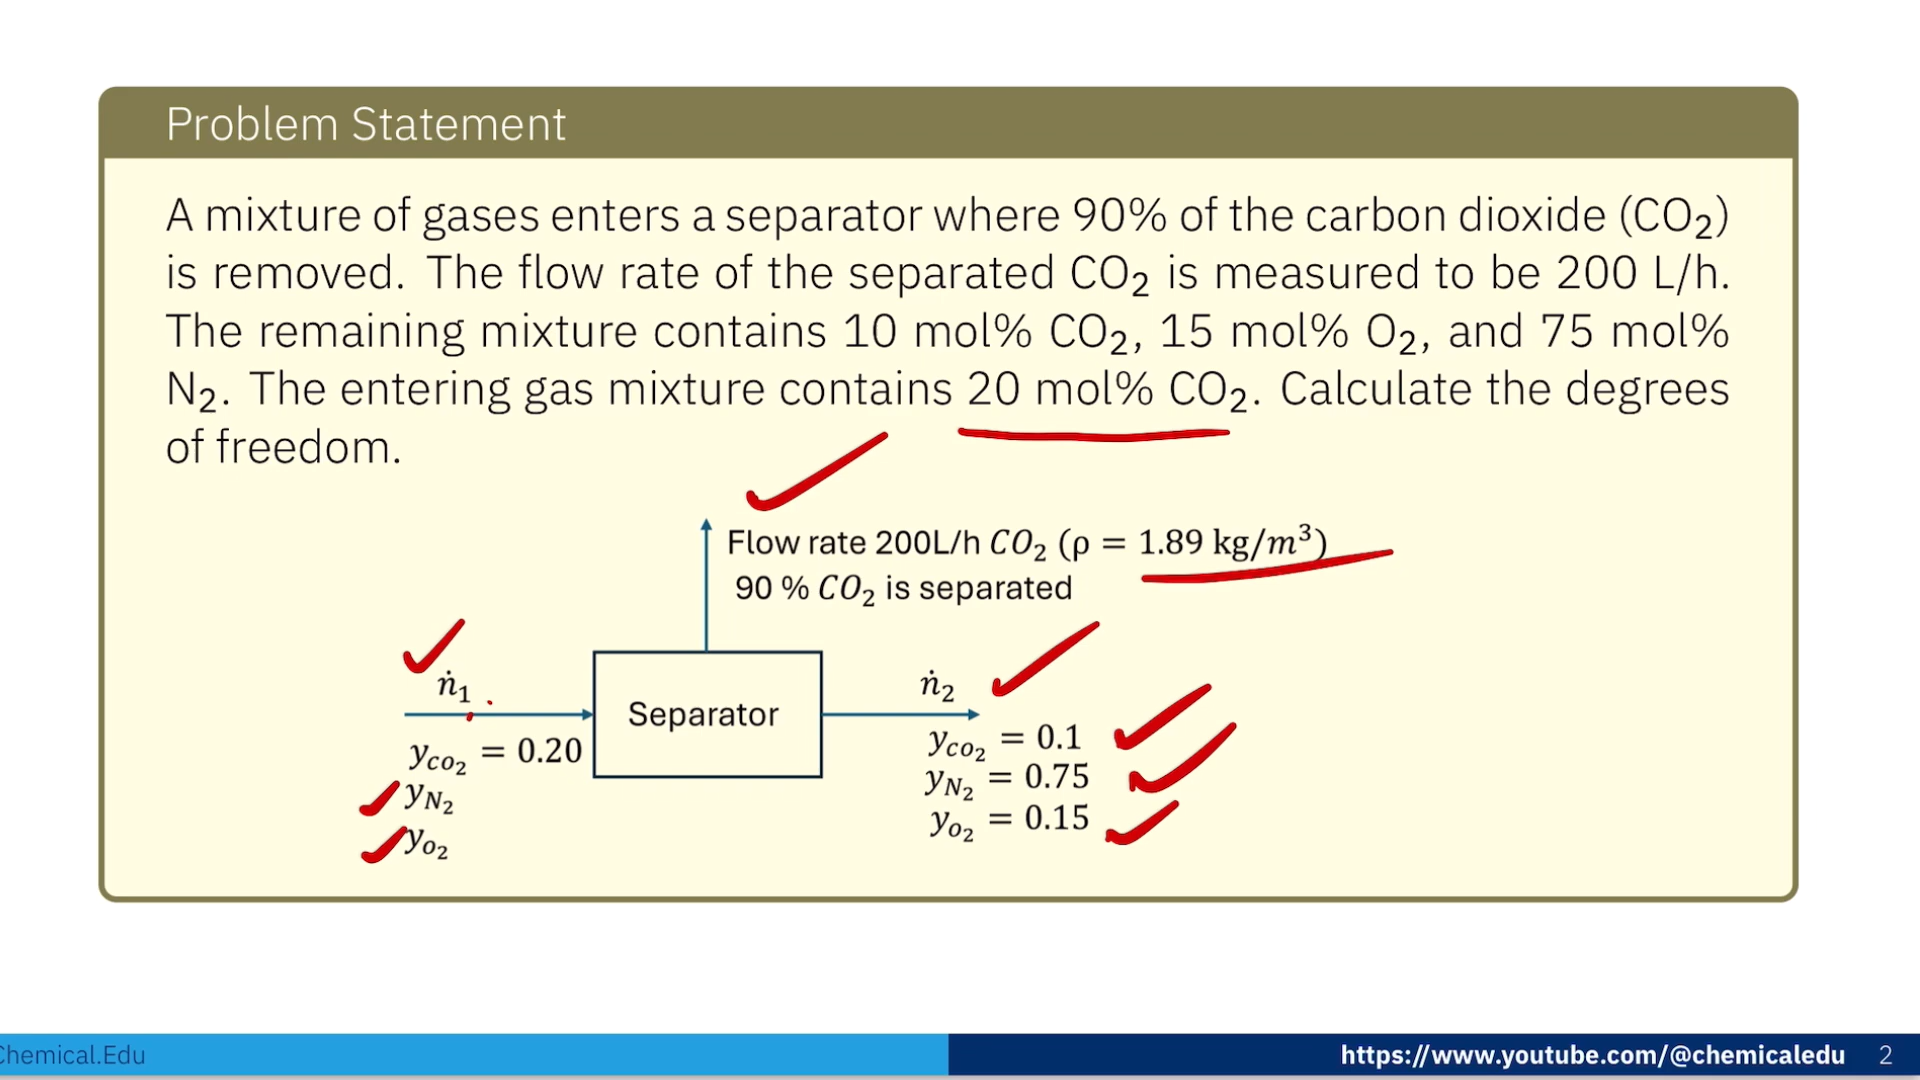 Problem Statement
A mixture of gases enters a separator where 90% of the carbon dioxide (CO₂)
is removed. The flow rate of the separated CO₂ is measured to be 200 L/h.
The remaining mixture contains 10 mol% CO₂, 15 mol% O₂, and 75 mol%
N₂. The entering gas mixture contains 20 mol% CO₂. Calculate the degrees
of freedom.
Flow rate 200L/h CO₂ (ρ = 1.89 kg/m³)
90 % CO₂ is separated
ṅ₁
Separator
ṅ₂
y_CO₂ = 0.20
y_N₂
y_O₂
y_CO₂ = 0.1
y_N₂ = 0.75
y_O₂ = 0.15
Chemical.Edu
https://www.youtube.com/@chemicaledu 2